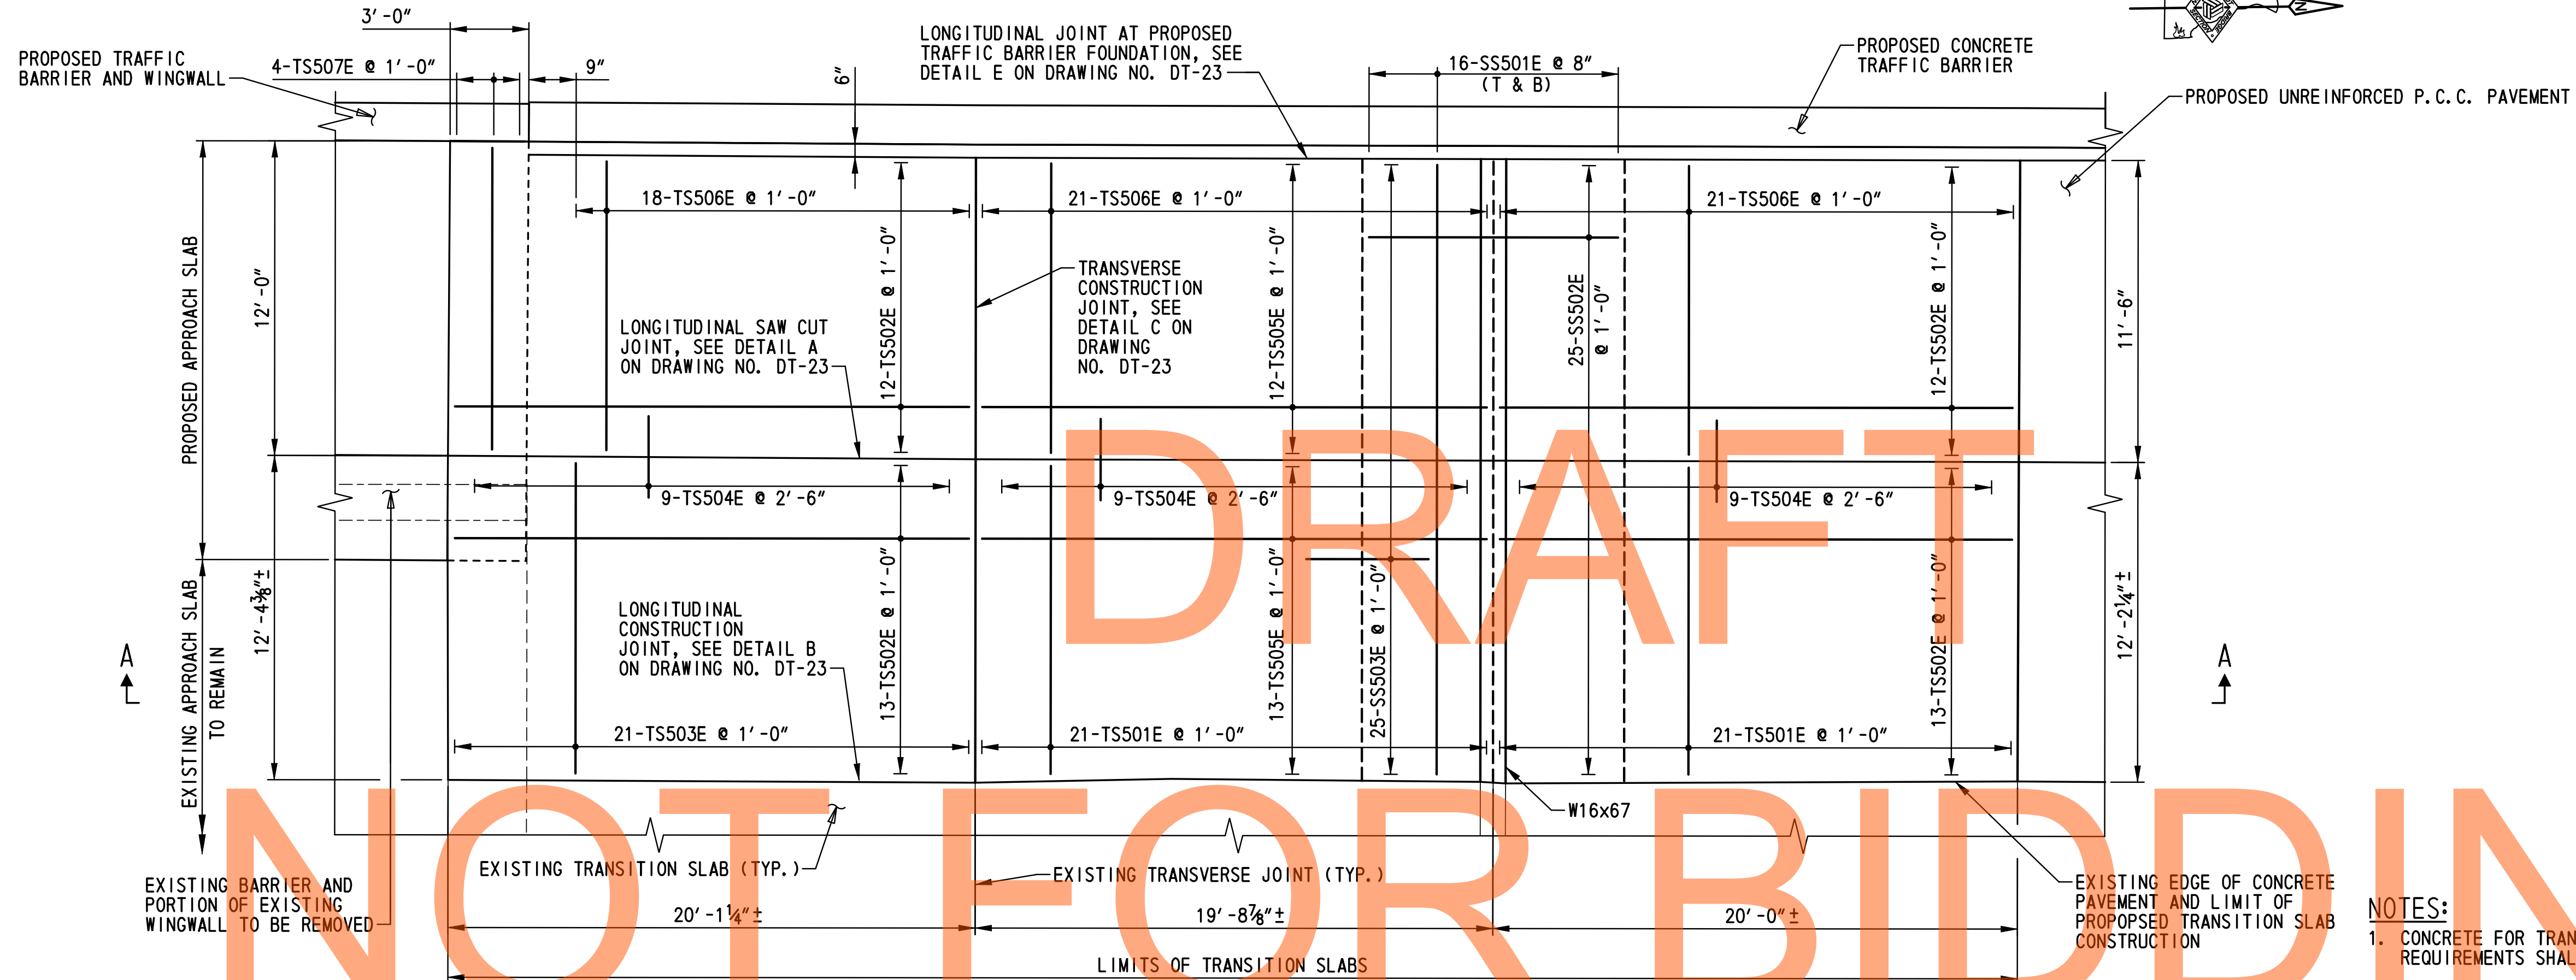 3'-0"
PROPOSED TRAFFIC
BARRIER AND WINGWALL
4-TS507E @ 1'-0"
9"
6"
LONGITUDINAL JOINT AT PROPOSED
TRAFFIC BARRIER FOUNDATION, SEE
DETAIL E ON DRAWING NO. DT-23
16-SS501E @ 8"
(T & B)
PROPOSED CONCRETE
TRAFFIC BARRIER
N
PROPOSED UNREINFORCED P.C.C. PAVEMENT
18-TS506E @ 1'-0"
21-TS506E @ 1'-0"
21-TS506E @ 1'-0"
PROPOSED APPROACH SLAB
12'-0"
LONGITUDINAL SAW CUT
JOINT, SEE DETAIL A
ON DRAWING NO. DT-23
12-TS502E @ 1'-0"
TRANSVERSE
CONSTRUCTION
JOINT, SEE
DETAIL C ON
DRAWING
NO. DT-23
12-TS505E @ 1'-0"
25-SS502E
@ 1'-0"
12-TS502E @ 1'-0"
11'-6"
9-TS504E @ 2'-6"
9-TS504E @ 2'-6"
9-TS504E @ 2'-6"
DRAFT
A
EXISTING APPROACH SLAB
TO REMAIN
12'-4⅜"±
LONGITUDINAL
CONSTRUCTION
JOINT, SEE DETAIL B
ON DRAWING NO. DT-23
13-TS502E @ 1'-0"
13-TS505E @ 1'-0"
25-SS503E @ 1'-0"
13-TS502E @ 1'-0"
12'-2¼"±
A
21-TS503E @ 1'-0"
21-TS501E @ 1'-0"
21-TS501E @ 1'-0"
W16x67
NOT FOR BIDDIN
EXISTING TRANSITION SLAB (TYP.)
EXISTING TRANSVERSE JOINT (TYP.)
EXISTING BARRIER AND
PORTION OF EXISTING
WINGWALL TO BE REMOVED
EXISTING EDGE OF CONCRETE
PAVEMENT AND LIMIT OF
PROPOPSED TRANSITION SLAB
CONSTRUCTION
20'-1¼"±
19'-8⅞"±
20'-0"±
LIMITS OF TRANSITION SLABS
NOTES:
1. CONCRETE FOR TRAN
REQUIREMENTS SHAL